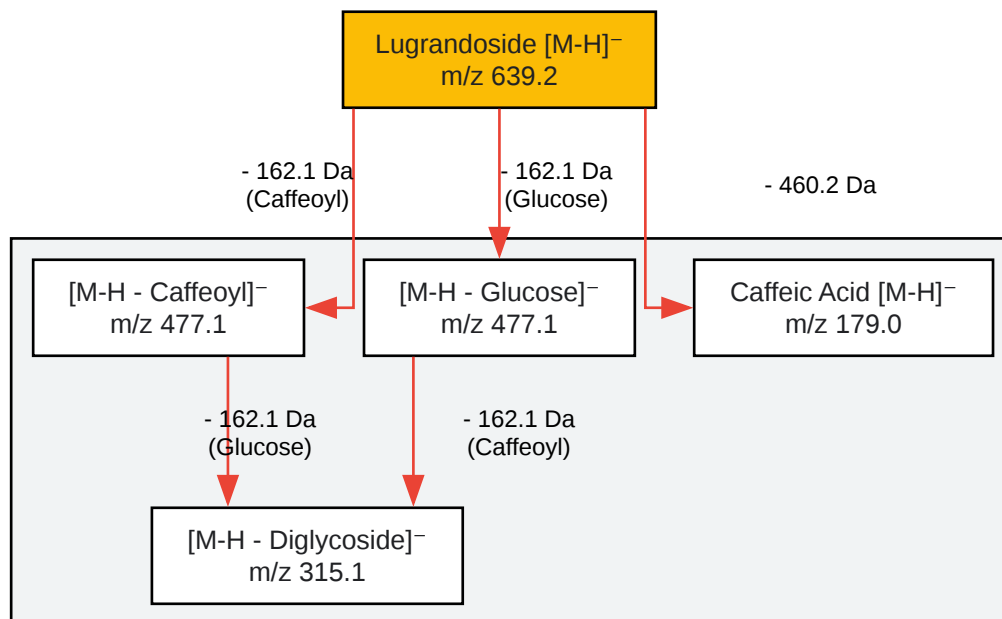 Lugrandoside [M-H]⁻
m/z 639.2
- 162.1 Da
(Caffeoyl)
- 162.1 Da
(Glucose)
- 460.2 Da
[M-H - Caffeoyl]⁻
m/z 477.1
[M-H - Glucose]⁻
m/z 477.1
Caffeic Acid [M-H]⁻
m/z 179.0
- 162.1 Da
(Glucose)
- 162.1 Da
(Caffeoyl)
[M-H - Diglycoside]⁻
m/z 315.1